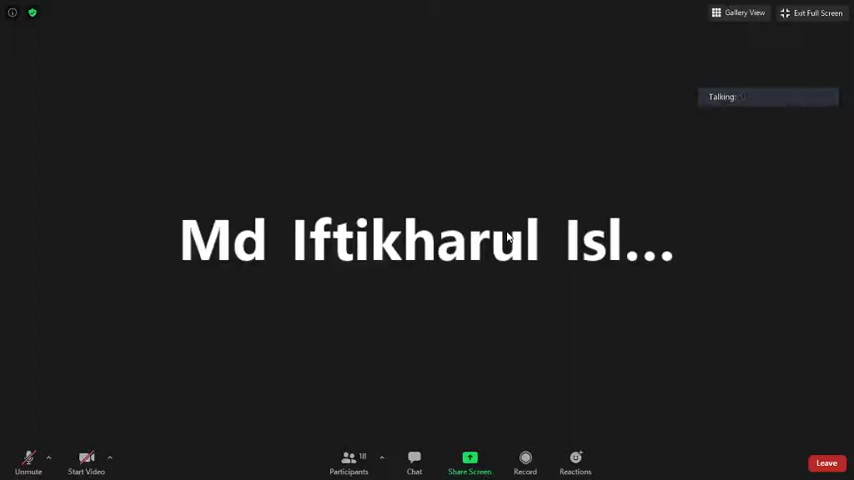 Gallery View Exit Full Screen
Talking:
Md Iftikharul Isl...
Unmute Start Video Participants 18 Chat Share Screen Record Reactions Leave